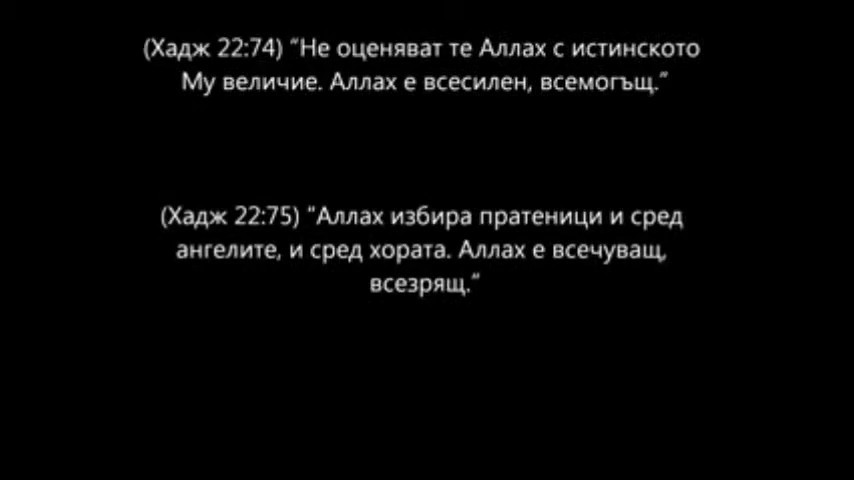 (Хадж 22:74) “Не оценяват те Аллах с истинското
Му величие. Аллах е всесилен, всемогъщ.”
(Хадж 22:75) “Аллах избира пратеници и сред
ангелите, и сред хората. Аллах е всечуващ,
всезрящ.”